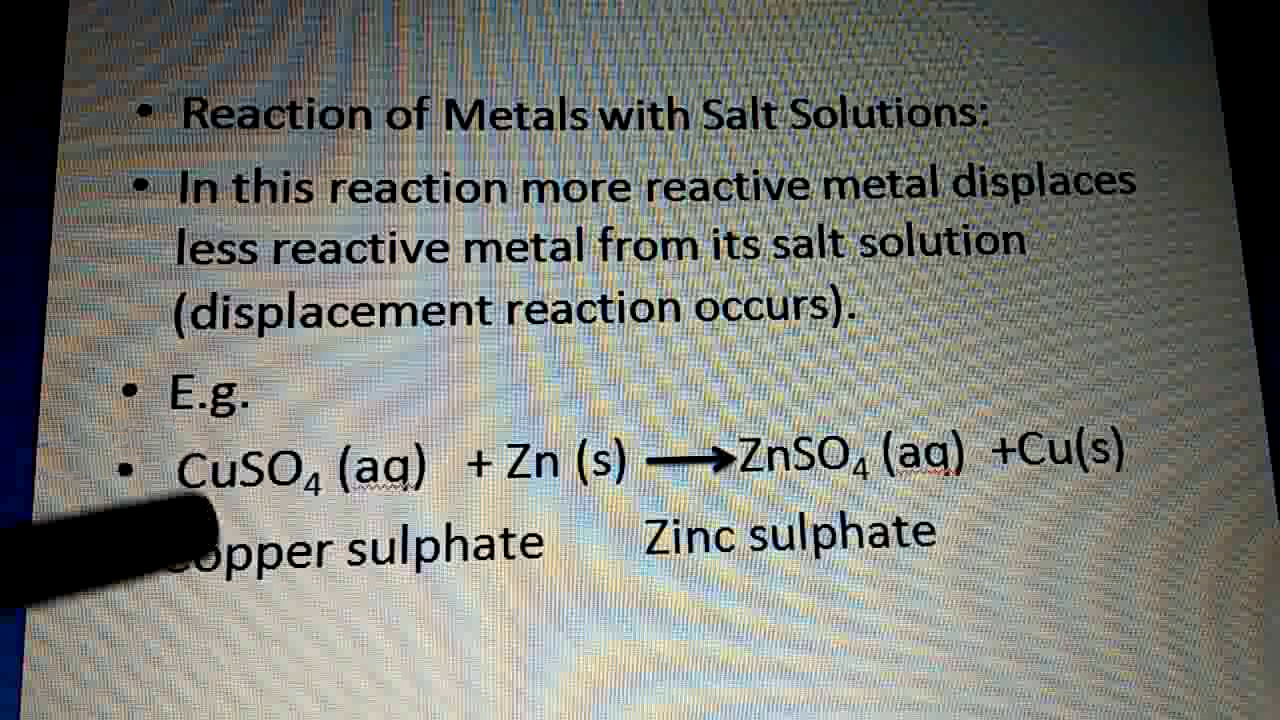 • Reaction of Metals with Salt Solutions:
• In this reaction more reactive metal displaces
less reactive metal from its salt solution
(displacement reaction occurs).
• E.g.
• CuSO₄ (aq) + Zn (s) ⟶ ZnSO₄ (aq) +Cu(s)
copper sulphate Zinc sulphate